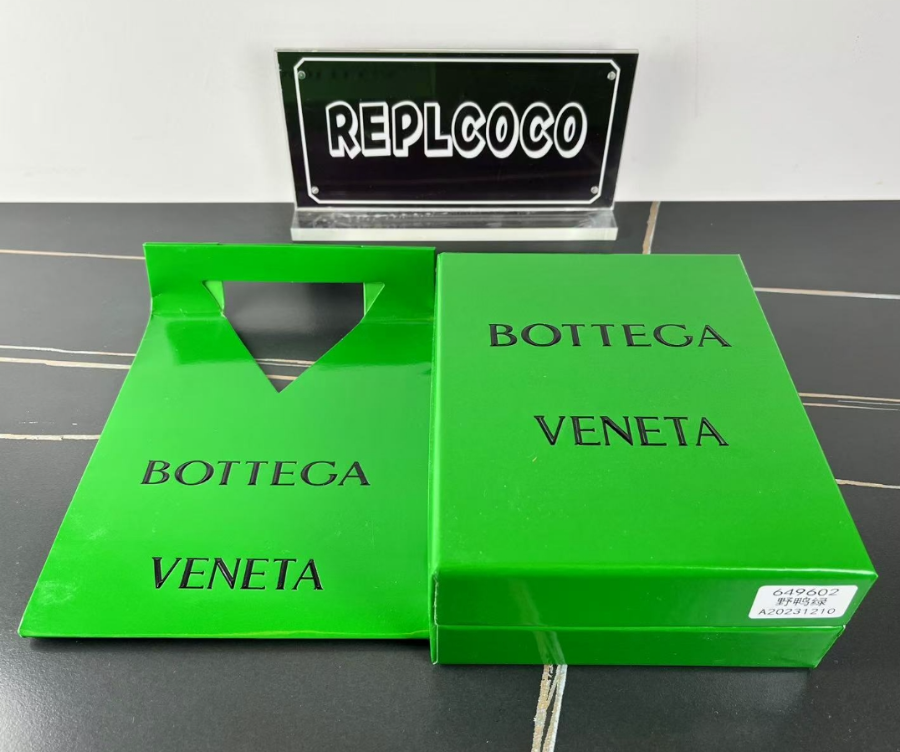 REPLCOCO
BOTTEGA
VENETA
BOTTEGA
VENETA
649602
野鸭绿
A20231210